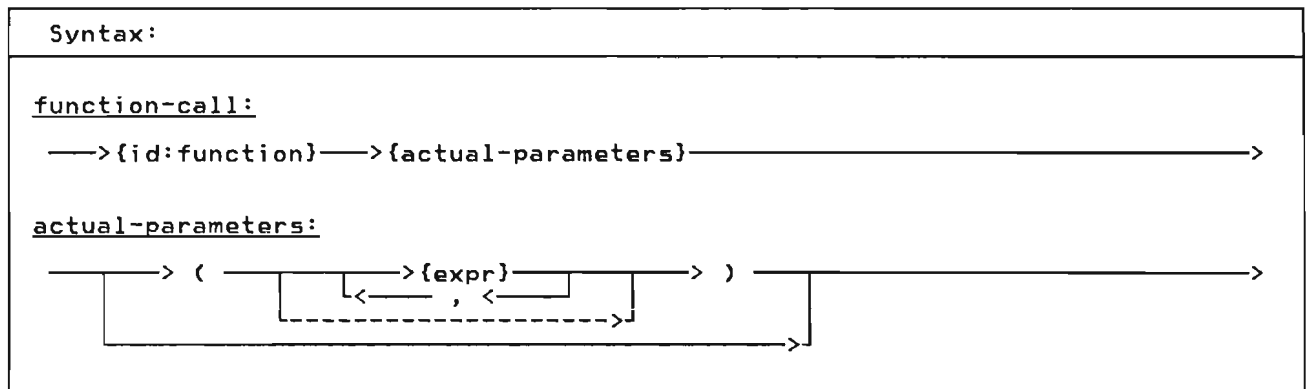 Syntax:
function-call:
——>{id:function}——>{actual-parameters}——>
actual-parameters:
——> ( ——>{expr}——> ) ——>
<—— , <——
-------------------->
——>